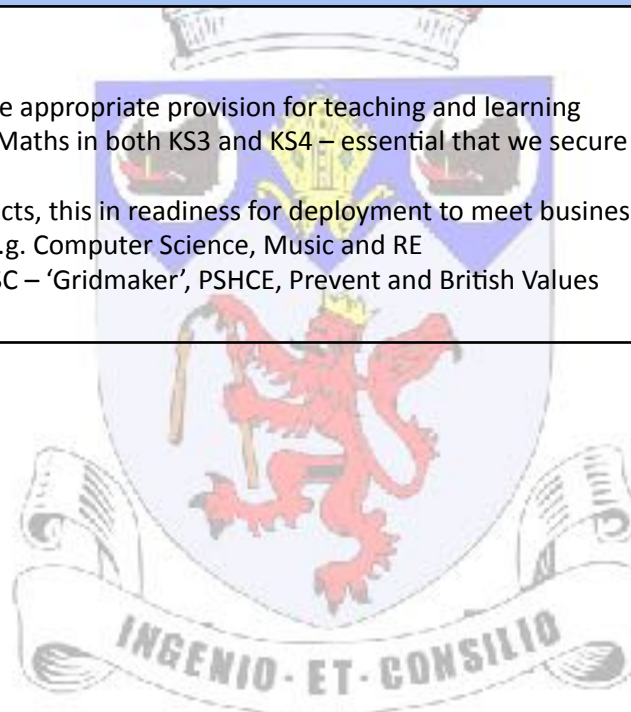 e appropriate provision for teaching and learning
Maths in both KS3 and KS4 – essential that we secure
cts, this in readiness for deployment to meet busines
.g. Computer Science, Music and RE
SC – ‘Gridmaker’, PSHCE, Prevent and British Values
INGENIO - ET - CONSILIO